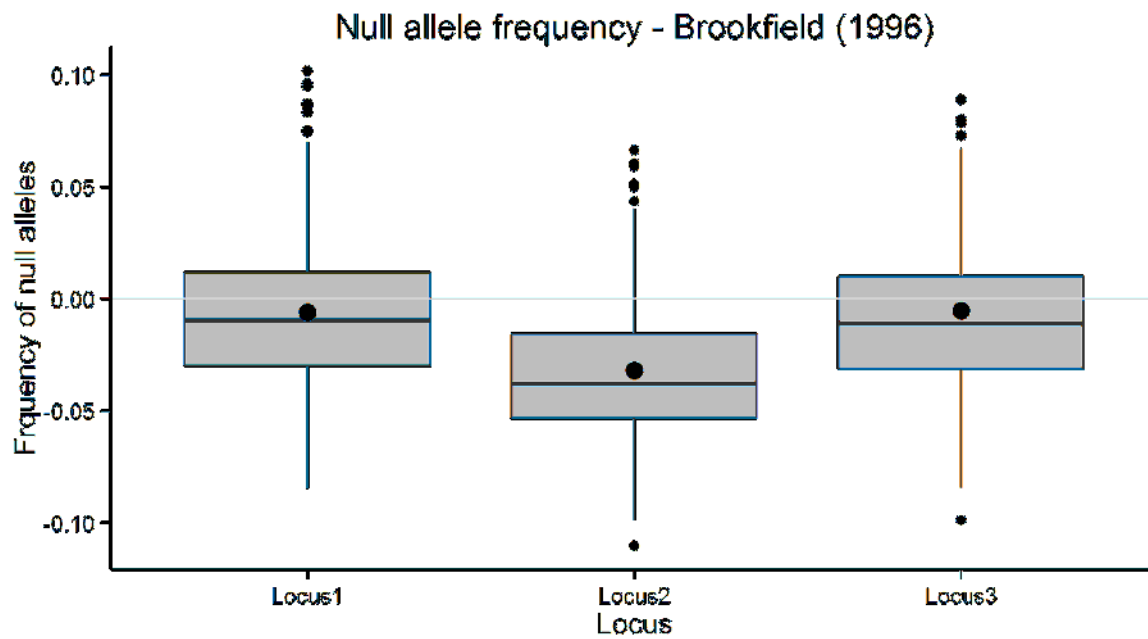 Null allele frequency - Brookfield (1996)
0.10
0.05
0.00
-0.05
-0.10
Frquency of null alleles
Locus1
Locus2
Locus3
Locus